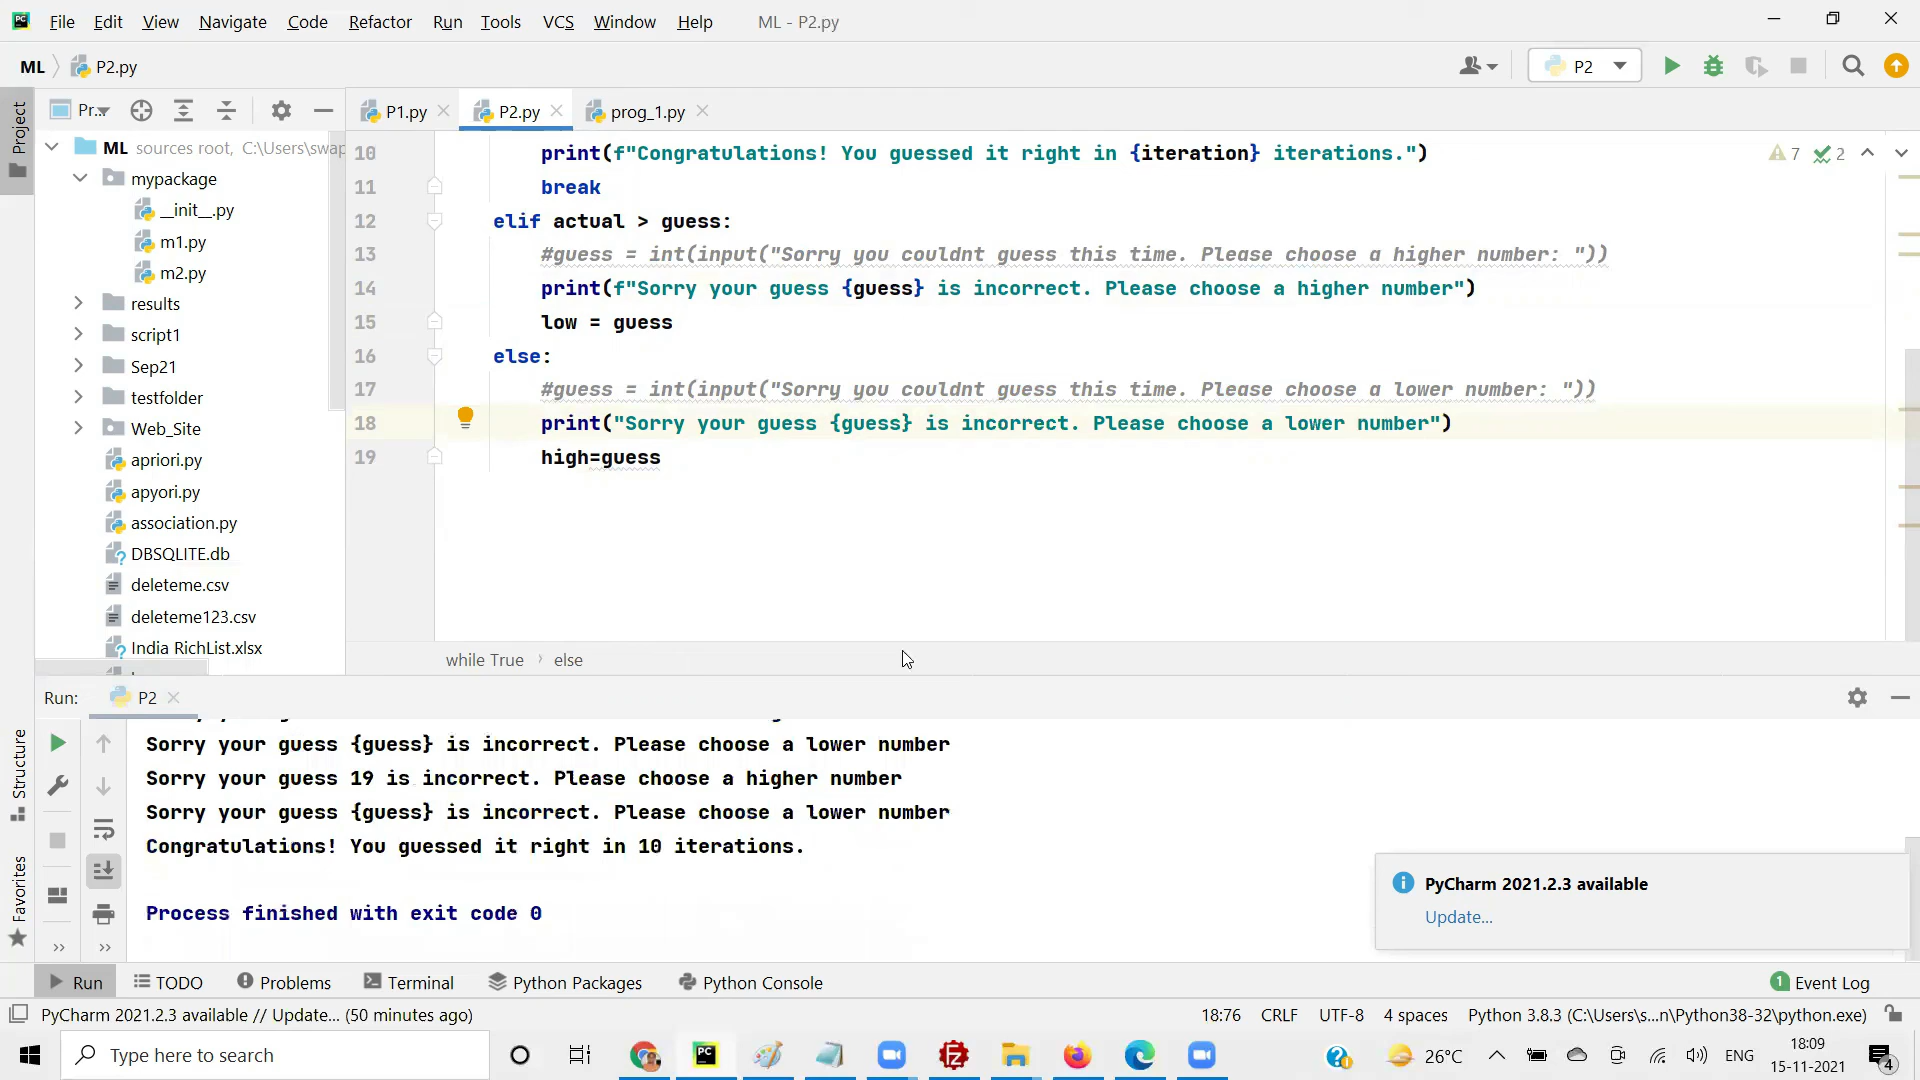 File Edit View Navigate Code Refactor Run Tools VCS Window Help ML - P2.py
ML P2.py P2
Project
Pr...
P1.py P2.py prog_1.py
ML sources root, C:\Users\swap
mypackage
__init__.py
m1.py
m2.py
results
script1
Sep21
testfolder
Web_Site
apriori.py
apyori.py
association.py
DBSQLITE.db
deleteme.csv
deleteme123.csv
India RichList.xlsx
7 2
10 print(f"Congratulations! You guessed it right in {iteration} iterations.")
11 break
12 elif actual > guess:
13 #guess = int(input("Sorry you couldnt guess this time. Please choose a higher number: "))
14 print(f"Sorry your guess {guess} is incorrect. Please choose a higher number")
15 low = guess
16 else:
17 #guess = int(input("Sorry you couldnt guess this time. Please choose a lower number: "))
18 print("Sorry your guess {guess} is incorrect. Please choose a lower number")
19 high=guess
while True › else
Run: P2
Structure
Favorites
Sorry your guess {guess} is incorrect. Please choose a lower number
Sorry your guess 19 is incorrect. Please choose a higher number
Sorry your guess {guess} is incorrect. Please choose a lower number
Congratulations! You guessed it right in 10 iterations.
Process finished with exit code 0
PyCharm 2021.2.3 available
Update...
Run TODO Problems Terminal Python Packages Python Console 1 Event Log
PyCharm 2021.2.3 available // Update... (50 minutes ago) 18:76 CRLF UTF-8 4 spaces Python 3.8.3 (C:\Users\s...n\Python38-32\python.exe)
Type here to search 26°C ENG 18:09
15-11-2021 4